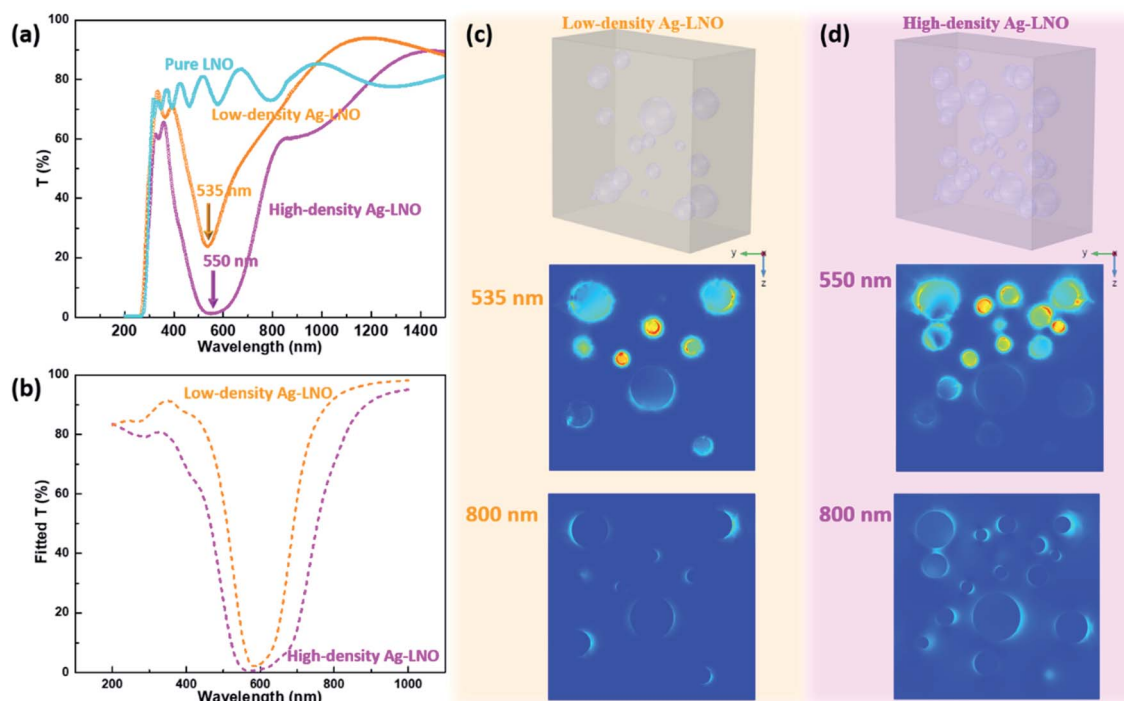 (a)
100
80
60
40
20
0
T (%)
Pure LNO
Low-density Ag-LNO
535 nm
High-density Ag-LNO
550 nm
200 400 600 800 1000 1200 1400
Wavelength (nm)
(b)
100
80
60
40
20
0
Fitted T (%)
Low-density Ag-LNO
High-density Ag-LNO
200 400 600 800 1000
Wavelength (nm)
(c)
Low-density Ag-LNO
y
z
535 nm
800 nm
(d)
High-density Ag-LNO
y
z
550 nm
800 nm